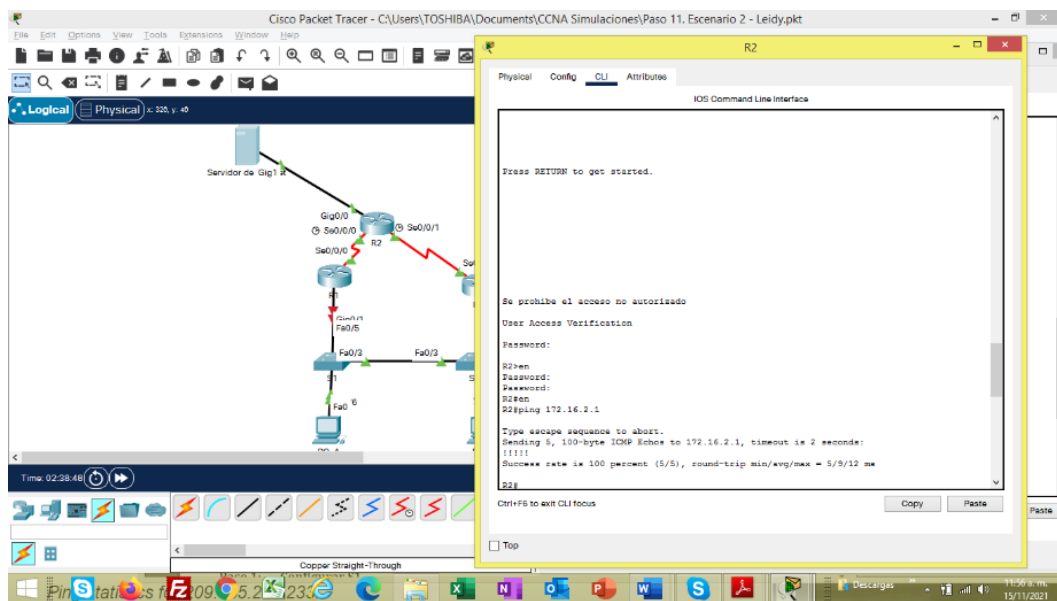 Cisco Packet Tracer - C:\Users\TOSHIBA\Documents\CCNA Simulaciones\Paso 11. Escenario 2 - Leidy.pkt
File Edit Options View Tools Extensions Window Help
Logical Physical x: 320, y: 40
Servidor de
Gig0/0
Se0/0/0
Se0/0/1
R2
Se0/0/0
Fa0/5
Fa0/3
Fa0/3
Fa0
Time: 02:38:48
Copper Straight-Through
R2
Physical Config CLI Attributes
IOS Command Line Interface
Press RETURN to get started.
Se prohibe el acceso no autorizado
User Access Verification
Password:
R2>en
Password:
Password:
R2#en
R2#ping 172.16.2.1
Type escape sequence to abort.
Sending 5, 100-byte ICMP Echos to 172.16.2.1, timeout is 2 seconds:
!!!!!
Success rate is 100 percent (5/5), round-trip min/avg/max = 5/9/12 ms
R2#
Ctrl+F6 to exit CLI focus
Copy
Paste
Top
Paste
Descargas
11:56 a. m.
15/11/2021